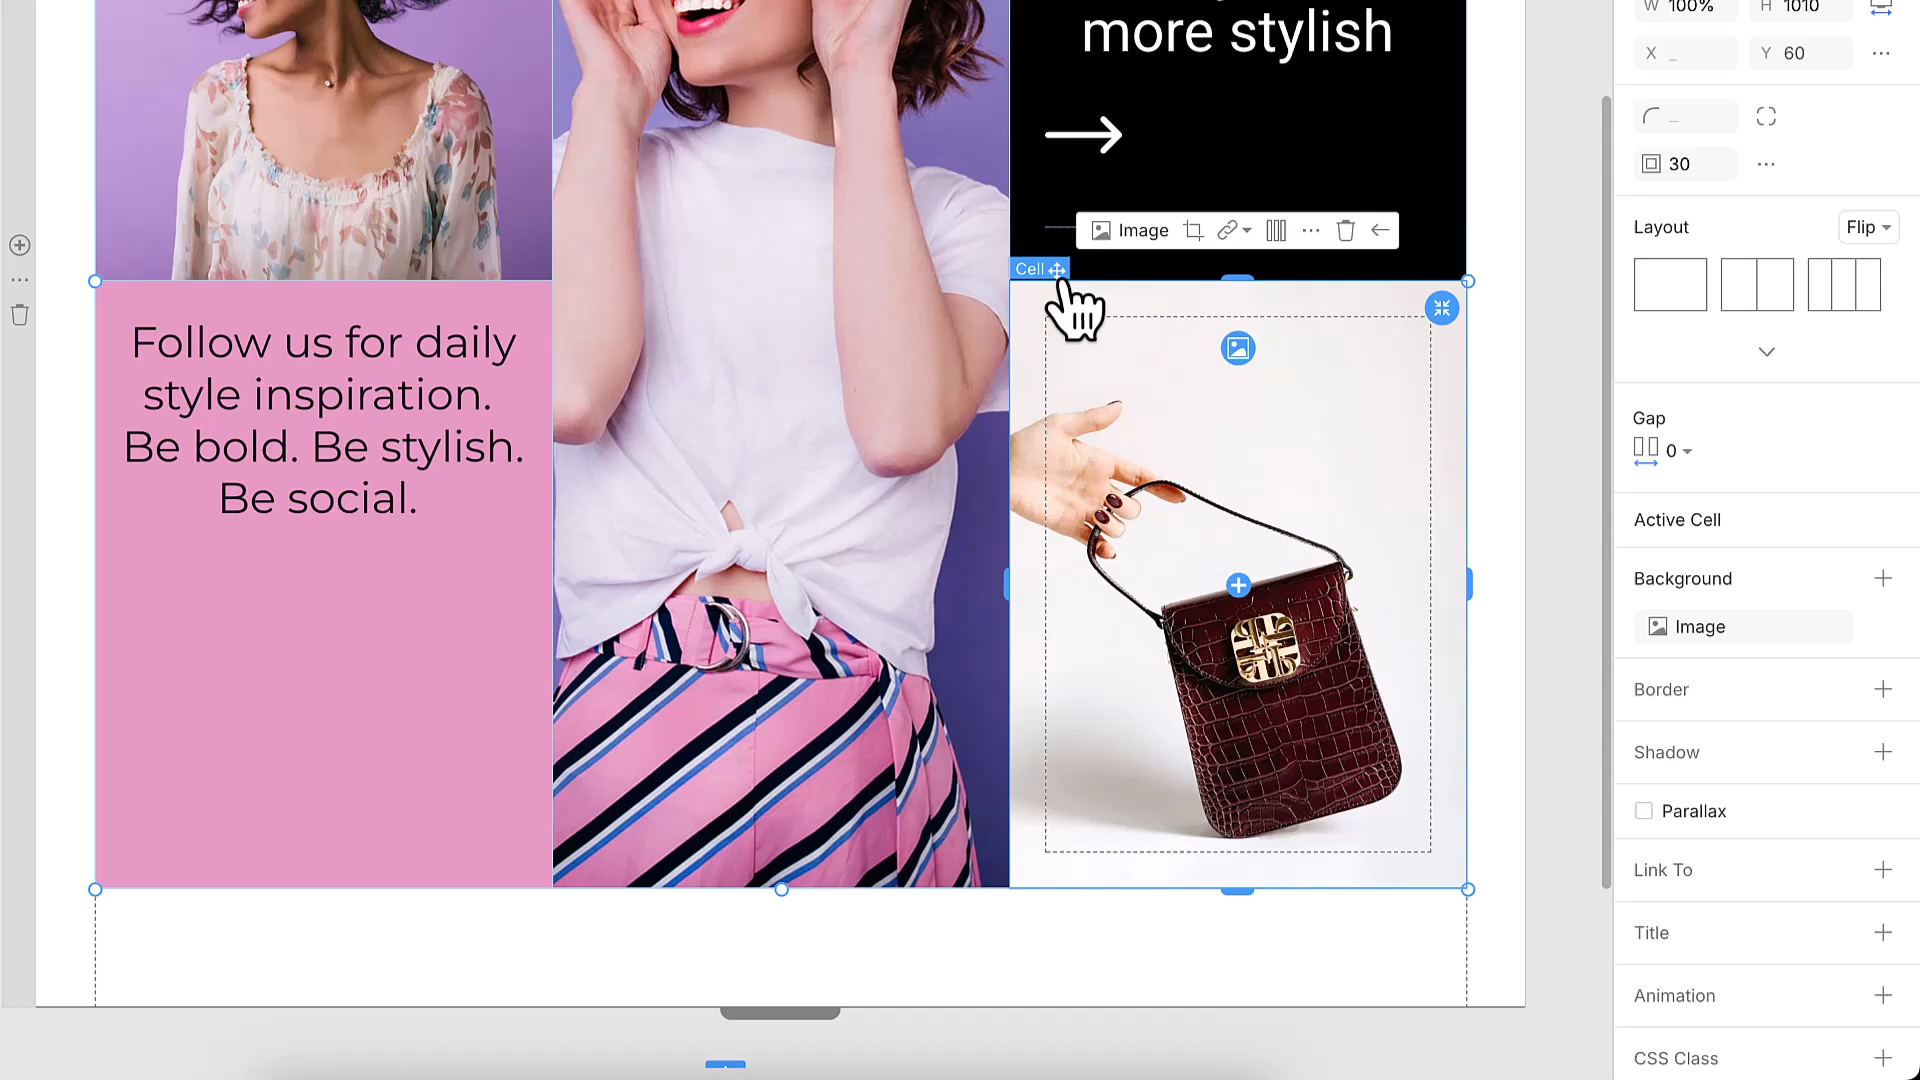 more stylish
Image
Cell
Follow us for daily
style inspiration.
Be bold. Be stylish.
Be social.
W 100%
H 1010
X _
Y 60
_
30
Layout
Flip
Gap
0
Active Cell
Background
Image
Border
Shadow
Parallax
Link To
Title
Animation
CSS Class